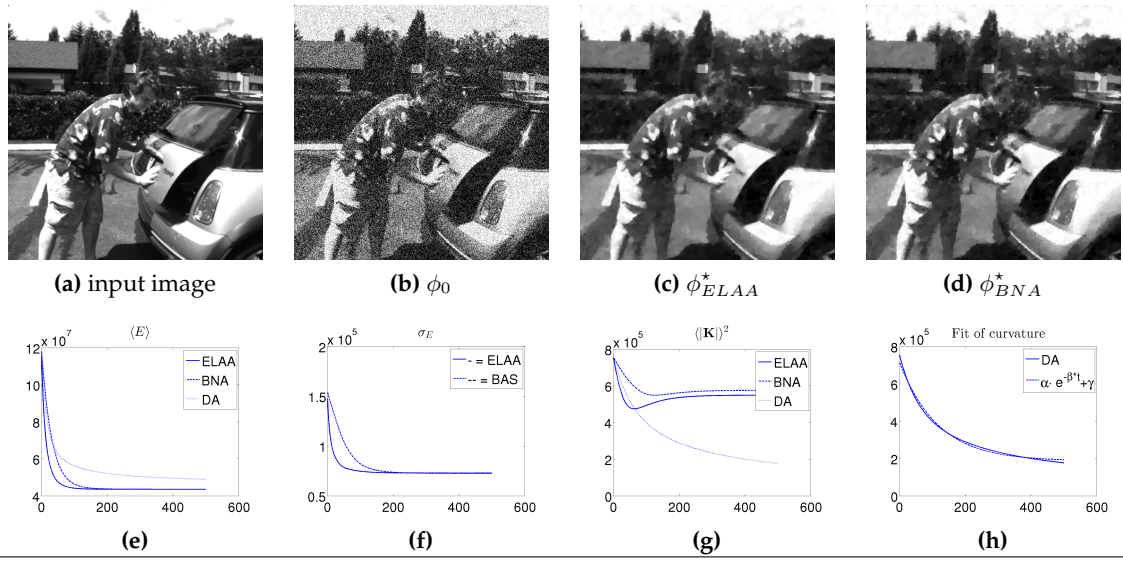 (a) input image
(b) ϕ₀
(c) ϕ*_ELAA
(d) ϕ*_BNA
⟨E⟩
x 10^7
12
10
8
6
4
0 200 400 600
ELAA
BNA
DA
(e)
σ_E
x 10^5
2
1.5
1
0.5
0 200 400 600
- = ELAA
-- = BAS
(f)
⟨|K|⟩²
x 10^5
8
6
4
2
0
0 200 400 600
ELAA
BNA
DA
(g)
Fit of curvature
x 10^5
8
6
4
2
0
0 200 400 600
DA
α· e^-β*t+γ
(h)